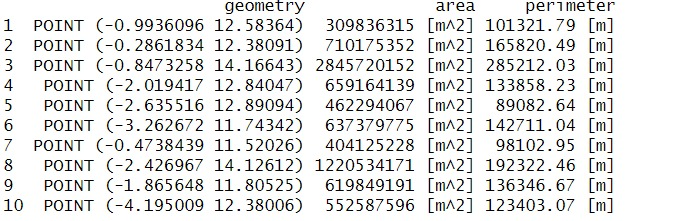 geometry area perimeter
1 POINT (-0.9936096 12.58364) 309836315 [m^2] 101321.79 [m]
2 POINT (-0.2861834 12.38091) 710175352 [m^2] 165820.49 [m]
3 POINT (-0.8473258 14.16643) 2845720152 [m^2] 285212.03 [m]
4 POINT (-2.019417 12.84047) 659164139 [m^2] 133858.23 [m]
5 POINT (-2.635516 12.89094) 462294067 [m^2] 89082.64 [m]
6 POINT (-3.262672 11.74342) 637379775 [m^2] 142711.04 [m]
7 POINT (-0.4738439 11.52026) 404125228 [m^2] 98102.95 [m]
8 POINT (-2.426967 14.12612) 1220534171 [m^2] 192322.46 [m]
9 POINT (-1.865648 11.80525) 619849191 [m^2] 136346.67 [m]
10 POINT (-4.195009 12.38006) 552587596 [m^2] 123403.07 [m]